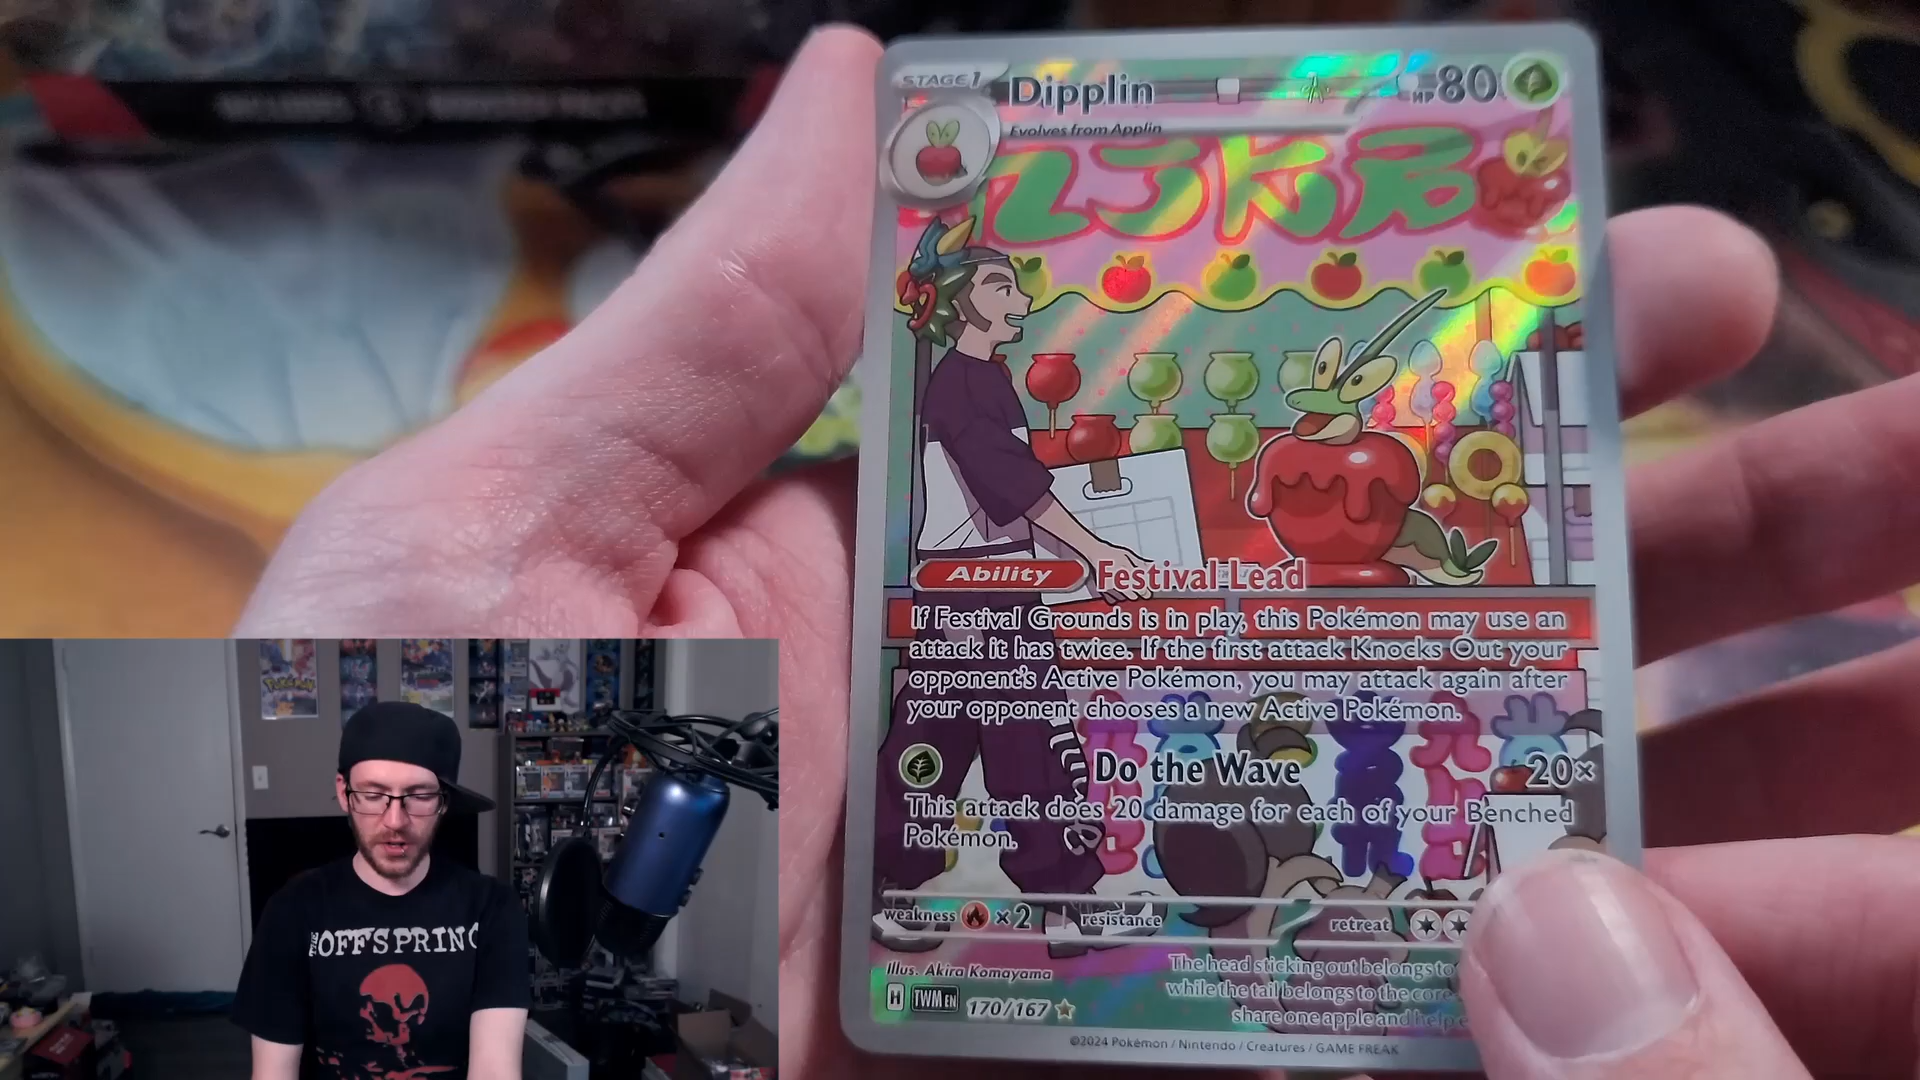 STAGE1
Dipplin
HP 80
Evolves from Applin
Ability Festival Lead
If Festival Grounds is in play, this Pokémon may use an
attack it has twice. If the first attack Knocks Out your
opponent's Active Pokémon, you may attack again after
your opponent chooses a new Active Pokémon.
Do the Wave 20×
This attack does 20 damage for each of your Benched
Pokémon.
weakness ×2 resistance retreat
Illus. Akira Komayama
The head sticking out belongs to
while the tail belongs to the core
share one apple and help e
H TWM EN 170/167
©2024 Pokémon / Nintendo / Creatures / GAME FREAK
POKÉMON
THE OFFSPRING